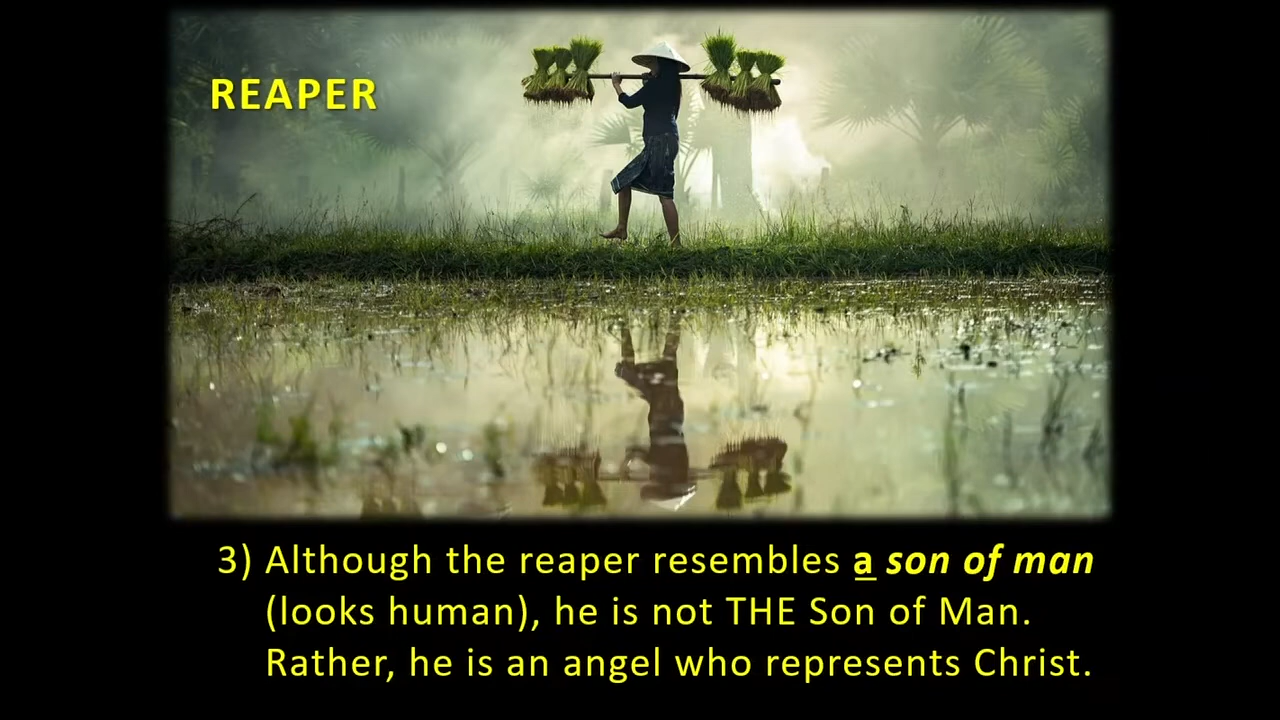 REAPER
3) Although the reaper resembles a son of man
(looks human), he is not THE Son of Man.
Rather, he is an angel who represents Christ.